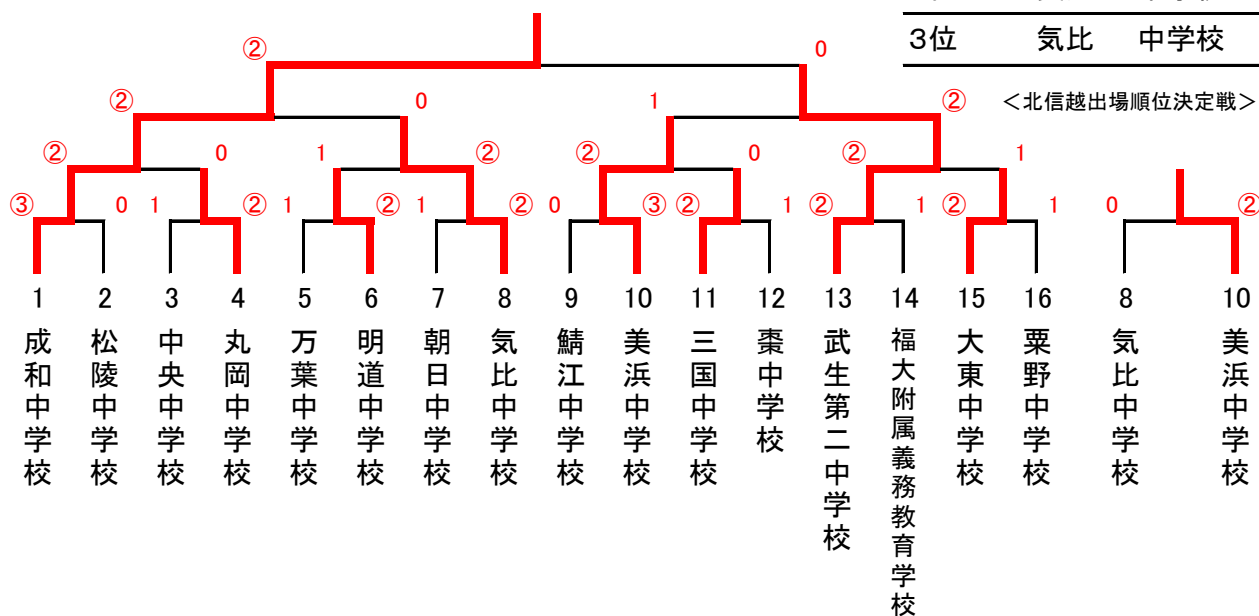 3位 気比 中学校
② 0
<北信越出場順位決定戦>
② 0 1 ②
② 0 1 ② ② 0 ② 1
③ 0 1 ② 1 ② 1 ② 0 ③ ② 1 ② 1 ② 1 0 ②
1 2 3 4 5 6 7 8 9 10 11 12 13 14 15 16 8 10
成和中学校
松陵中学校
中央中学校
丸岡中学校
万葉中学校
明道中学校
朝日中学校
気比中学校
鯖江中学校
美浜中学校
三国中学校
棗中学校
武生第二中学校
福大附属義務教育学校
大東中学校
粟野中学校
気比中学校
美浜中学校